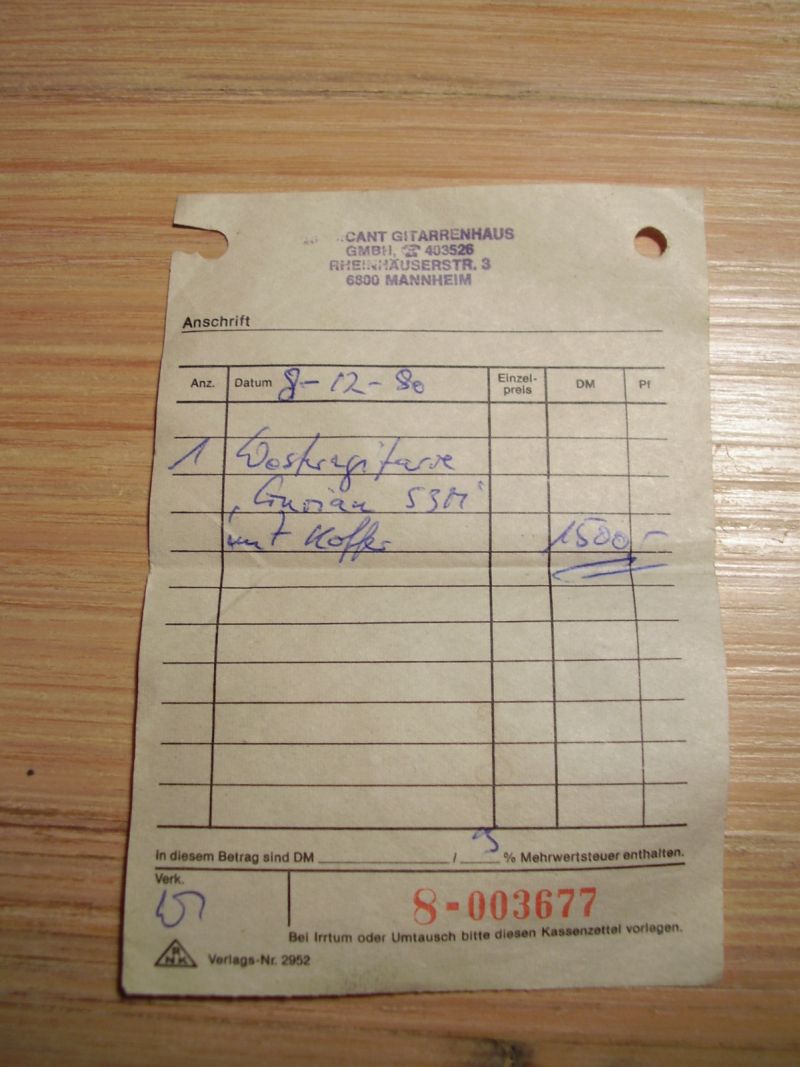 CANT GITARRENHAUS
GMBH, ☎ 403526
RHEINHÄUSERSTR. 3
6800 MANNHEIM
Anschrift
Anz. Datum 8-12-80 Einzel-preis DM Pf
1 Westerngitarre
S3M"
mit Koffer 1500,-
In diesem Betrag sind DM / % Mehrwertsteuer enthalten.
Verk.
8-003677
Bei Irrtum oder Umtausch bitte diesen Kassenzettel vorlegen.
RNK Verlags-Nr. 2952